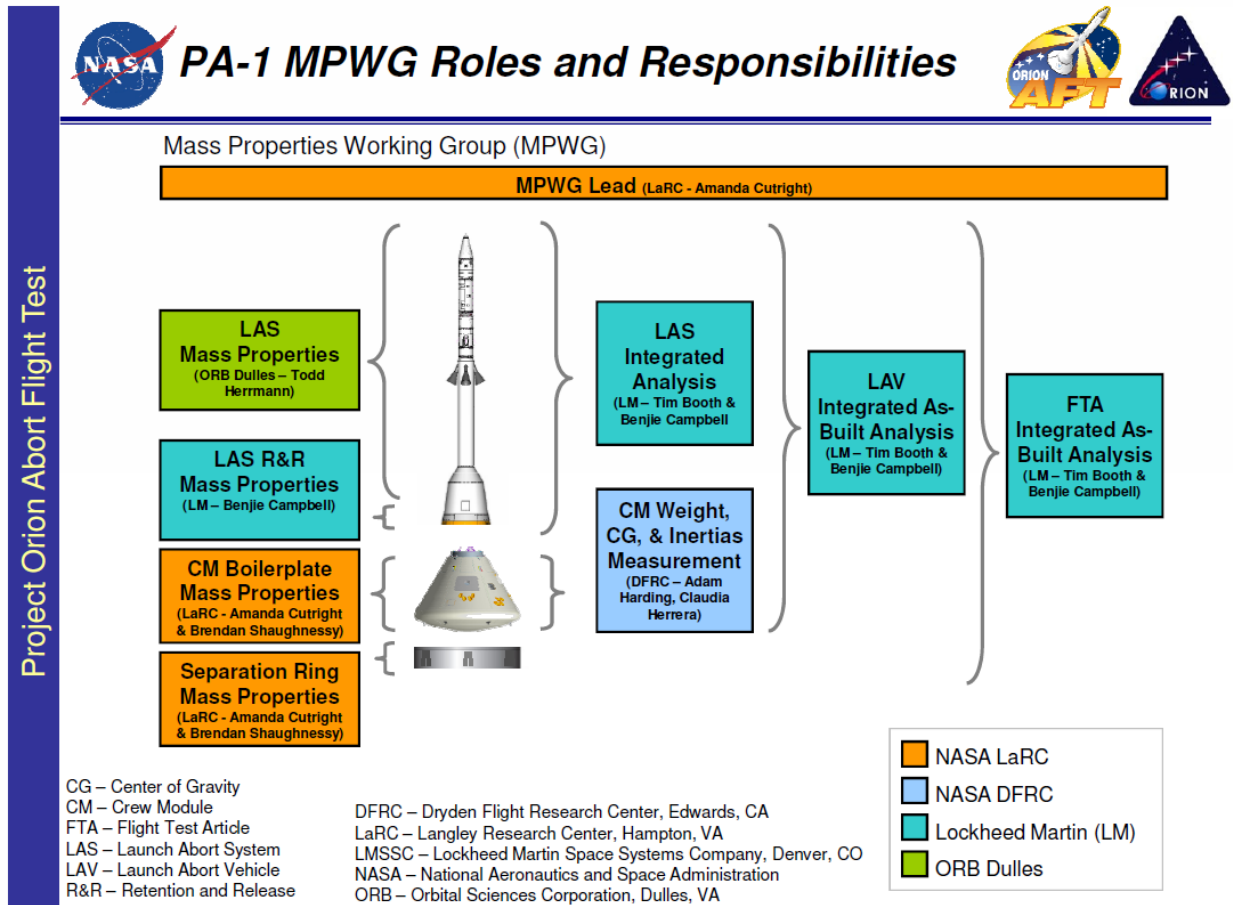 Project Orion Abort Flight Test
NASA
PA-1 MPWG Roles and Responsibilities
ORION
AFT
ORION
Mass Properties Working Group (MPWG)
MPWG Lead (LaRC - Amanda Cutright)
LAS
Mass Properties
(ORB Dulles – Todd
Herrmann)
LAS R&R
Mass Properties
(LM – Benjie Campbell)
CM Boilerplate
Mass Properties
(LaRC - Amanda Cutright
& Brendan Shaughnessy)
Separation Ring
Mass Properties
(LaRC - Amanda Cutright
& Brendan Shaughnessy)
LAS
Integrated
Analysis
(LM – Tim Booth &
Benjie Campbell
CM Weight,
CG, & Inertias
Measurement
(DFRC – Adam
Harding, Claudia
Herrera)
LAV
Integrated As-
Built Analysis
(LM – Tim Booth &
Benjie Campbell)
FTA
Integrated As-
Built Analysis
(LM – Tim Booth &
Benjie Campbell)
CG – Center of Gravity
CM – Crew Module
FTA – Flight Test Article
LAS – Launch Abort System
LAV – Launch Abort Vehicle
R&R – Retention and Release
DFRC – Dryden Flight Research Center, Edwards, CA
LaRC – Langley Research Center, Hampton, VA
LMSSC – Lockheed Martin Space Systems Company, Denver, CO
NASA – National Aeronautics and Space Administration
ORB – Orbital Sciences Corporation, Dulles, VA
NASA LaRC
NASA DFRC
Lockheed Martin (LM)
ORB Dulles